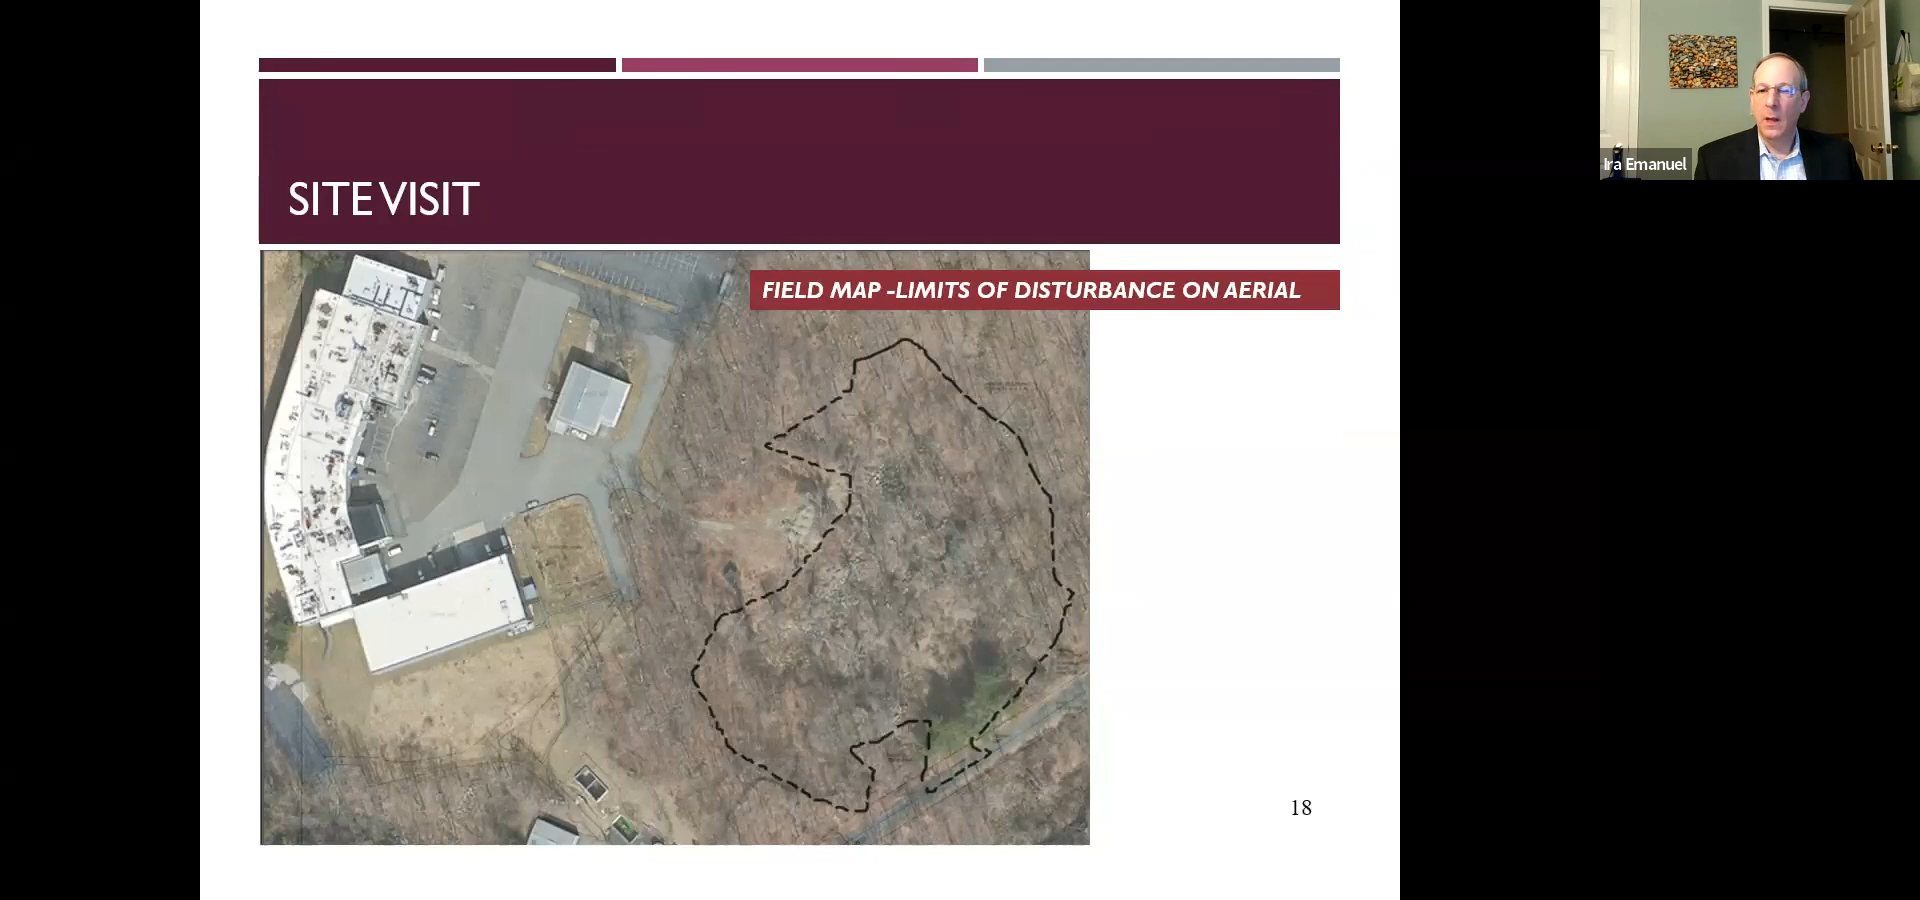 SITE VISIT
FIELD MAP -LIMITS OF DISTURBANCE ON AERIAL
18
Ira Emanuel